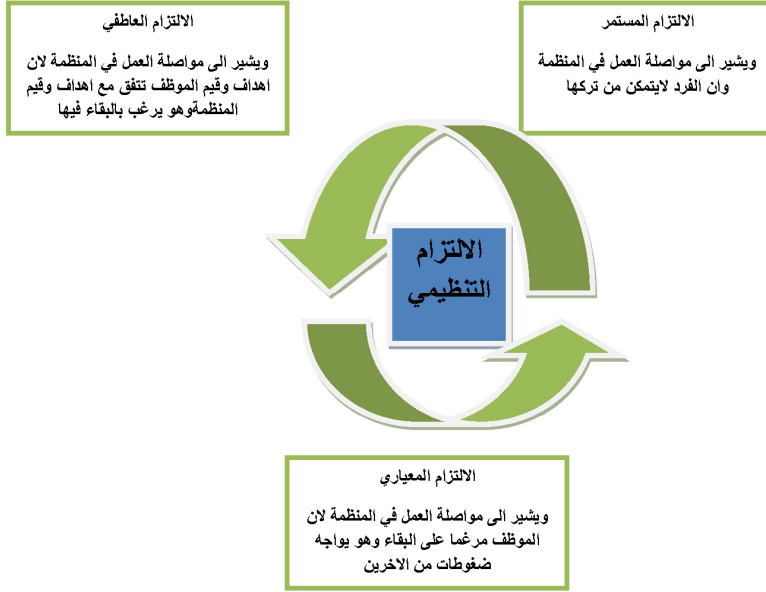 الالتزام المستمر
ويشير الى مواصلة العمل في المنظمة
وان الفرد لايتمكن من تركها
الالتزام العاطفي
ويشير الى مواصلة العمل في المنظمة لان
اهداف وقيم الموظف تتفق مع اهداف وقيم
المنظمةوهو يرغب بالبقاء فيها
الالتزام
التنظيمي
الالتزام المعياري
ويشير الى مواصلة العمل في المنظمة لان
الموظف مرغما على البقاء وهو يواجه
ضغوطات من الاخرين